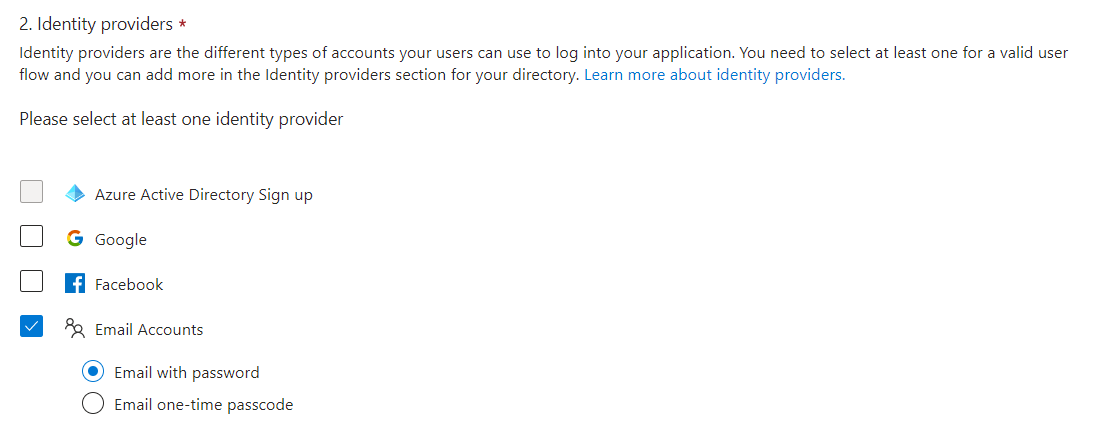 2. Identity providers *
Identity providers are the different types of accounts your users can use to log into your application. You need to select at least one for a valid user
flow and you can add more in the Identity providers section for your directory. Learn more about identity providers.
Please select at least one identity provider
Azure Active Directory Sign up
Google
Facebook
Email Accounts
Email with password
Email one-time passcode